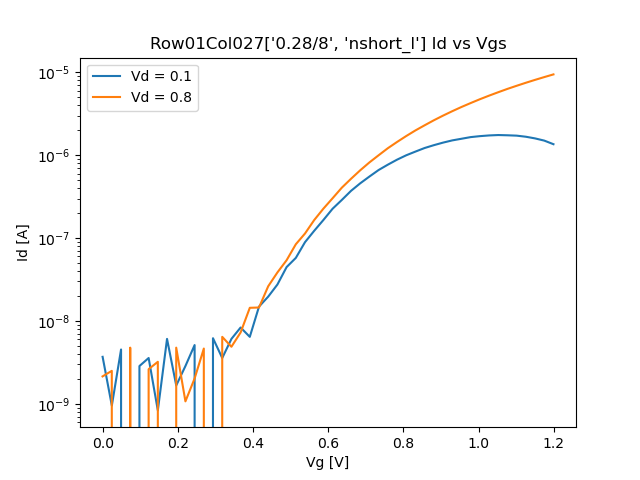 Row01Col027['0.28/8', 'nshort_l'] Id vs Vgs
Vd = 0.1
Vd = 0.8
Id [A]
10⁻⁵
10⁻⁶
10⁻⁷
10⁻⁸
10⁻⁹
0.0 0.2 0.4 0.6 0.8 1.0 1.2
Vg [V]